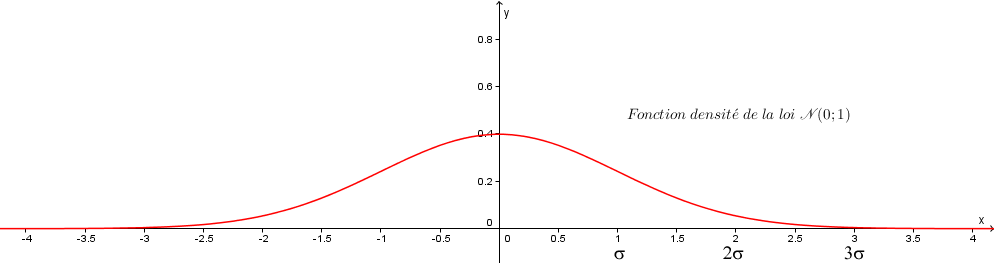 y
0.8
0.6
Fonction densité de la loi 𝒩(0;1)
0.4
0.2
0 x
-4 -3.5 -3 -2.5 -2 -1.5 -1 -0.5 0 0.5 1 1.5 2 2.5 3 3.5 4
σ 2σ 3σ